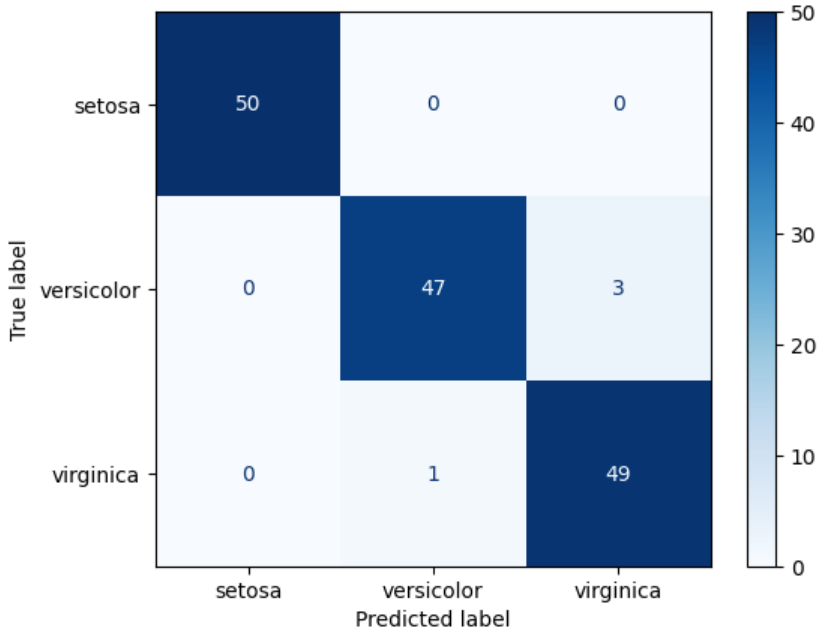 50
setosa 50 0 0
40
30
True label
versicolor 0 47 3
20
virginica 0 1 49
10
0
setosa versicolor virginica
Predicted label